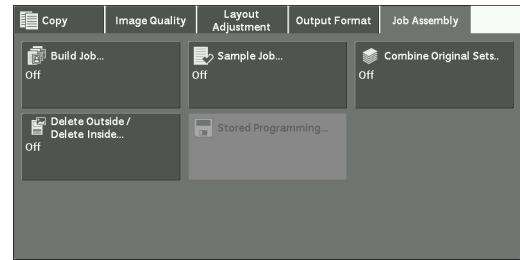 Copy
Image Quality
Layout
Adjustment
Output Format
Job Assembly
Build Job...
Off
Sample Job...
Off
Combine Original Sets..
Off
Delete Outside /
Delete Inside...
Off
Stored Programming...